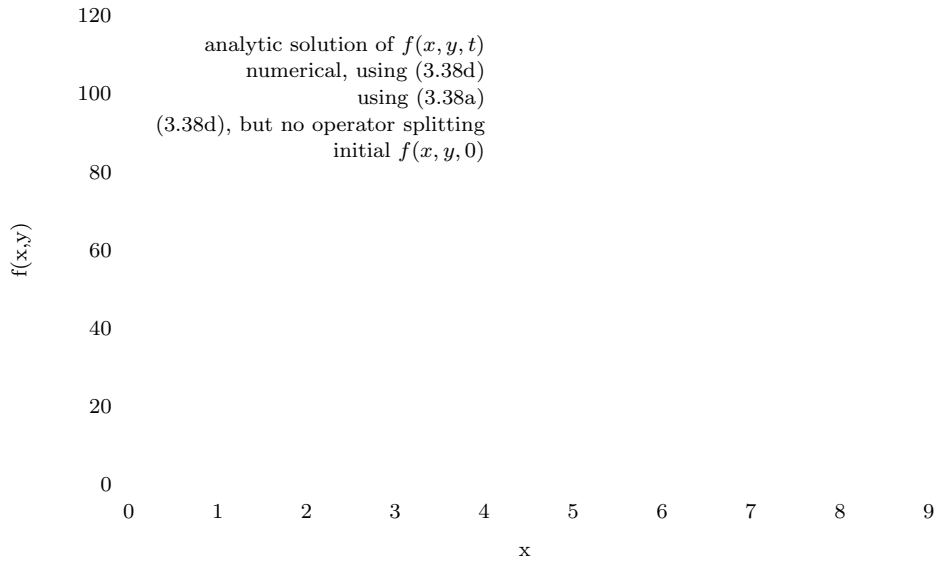 120
analytic solution of f(x, y, t)
numerical, using (3.38d)
100
using (3.38a)
(3.38d), but no operator splitting
initial f(x, y, 0)
80
60
f(x,y)
40
20
0
0 1 2 3 4 5 6 7 8 9
x